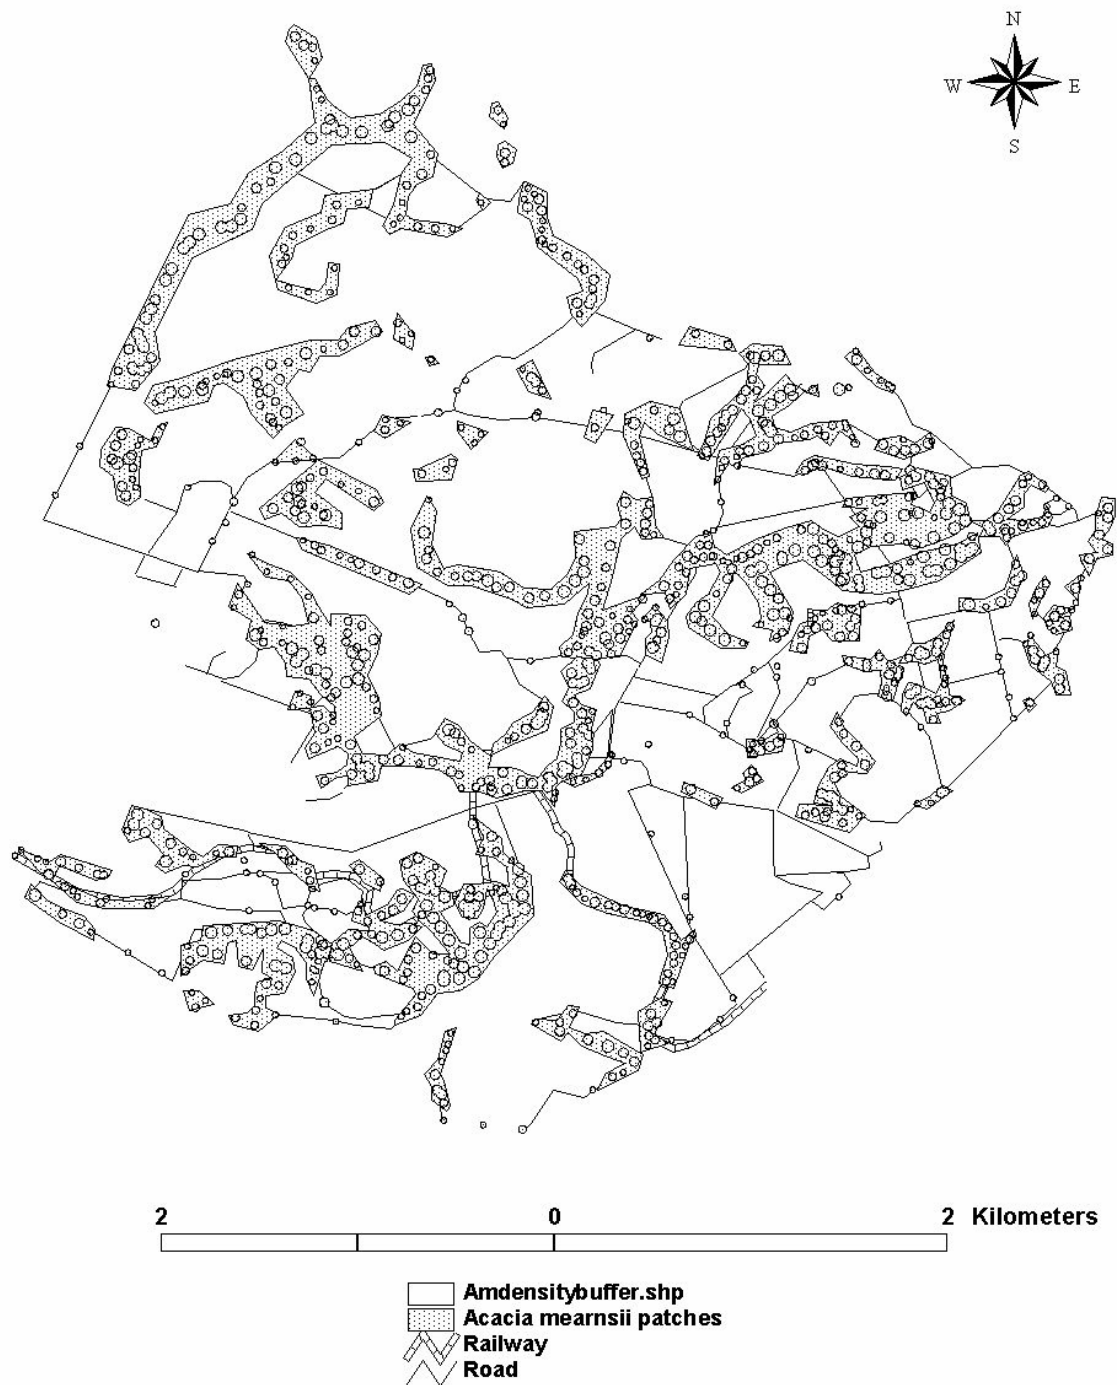 N
W E
S
2 0 2 Kilometers
Amdensitybuffer.shp
Acacia mearnsii patches
Railway
Road